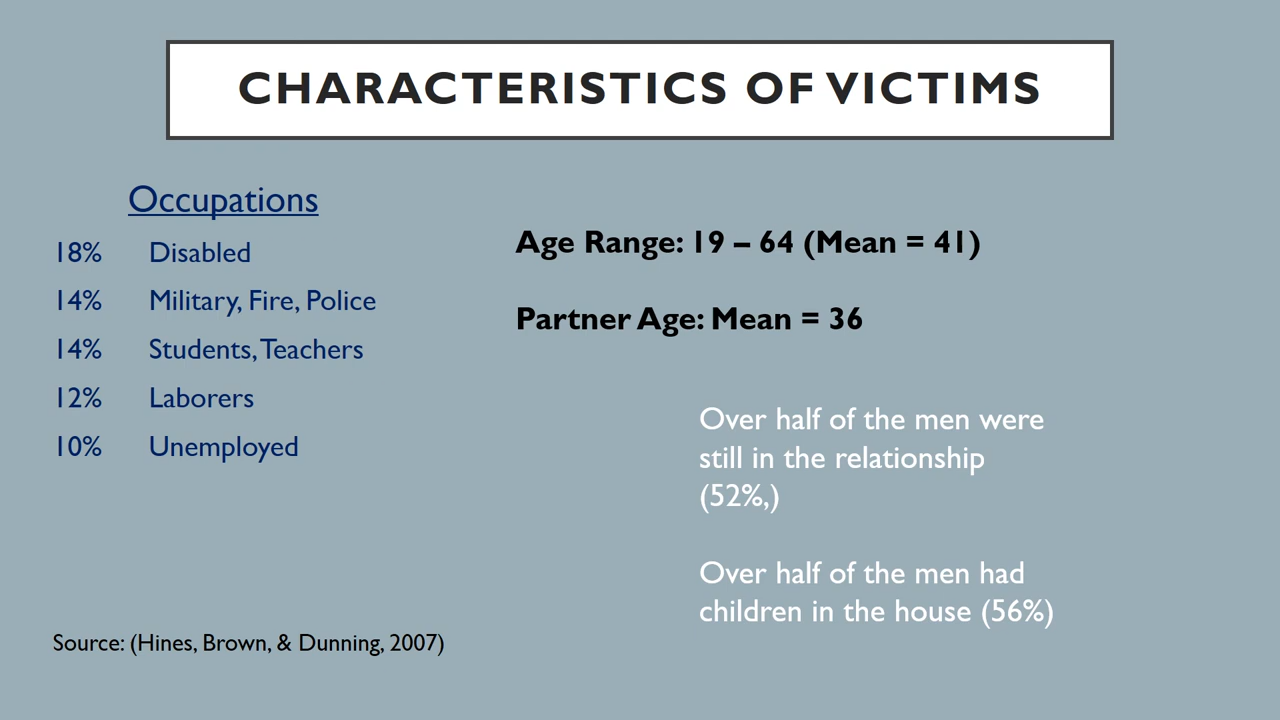 CHARACTERISTICS OF VICTIMS
Occupations
18% Disabled
14% Military, Fire, Police
14% Students, Teachers
12% Laborers
10% Unemployed
Age Range: 19 – 64 (Mean = 41)
Partner Age: Mean = 36
Over half of the men were
still in the relationship
(52%,)
Over half of the men had
children in the house (56%)
Source: (Hines, Brown, & Dunning, 2007)